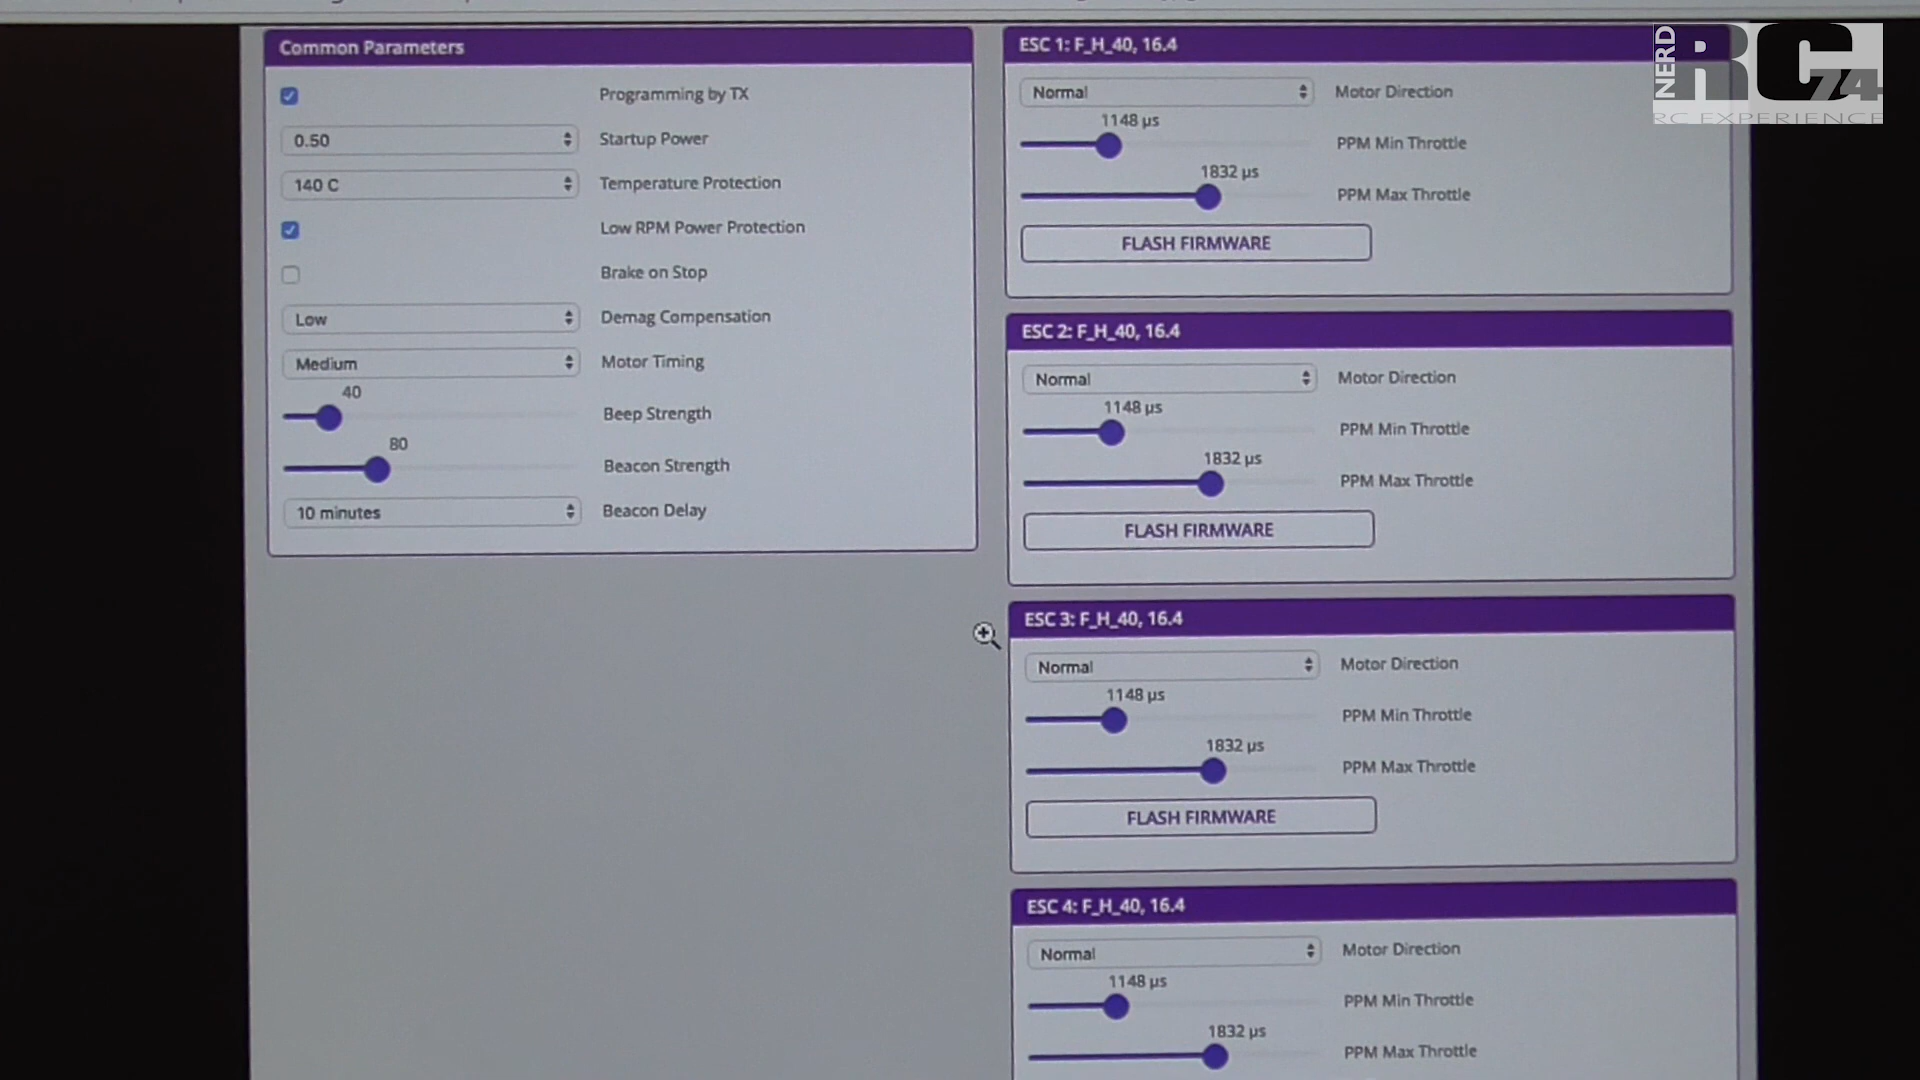 Common Parameters
Programming by TX
0.50 Startup Power
140 C Temperature Protection
Low RPM Power Protection
Brake on Stop
Low Demag Compensation
Medium Motor Timing
40
Beep Strength
80
Beacon Strength
10 minutes Beacon Delay
ESC 1: F_H_40, 16.4
Normal Motor Direction
1148 µs
PPM Min Throttle
1832 µs
PPM Max Throttle
FLASH FIRMWARE
ESC 2: F_H_40, 16.4
Normal Motor Direction
1148 µs
PPM Min Throttle
1832 µs
PPM Max Throttle
FLASH FIRMWARE
ESC 3: F_H_40, 16.4
Normal Motor Direction
1148 µs
PPM Min Throttle
1832 µs
PPM Max Throttle
FLASH FIRMWARE
ESC 4: F_H_40, 16.4
Normal Motor Direction
1148 µs
PPM Min Throttle
1832 µs
PPM Max Throttle
NERD
RC
74
RC EXPERIENCE